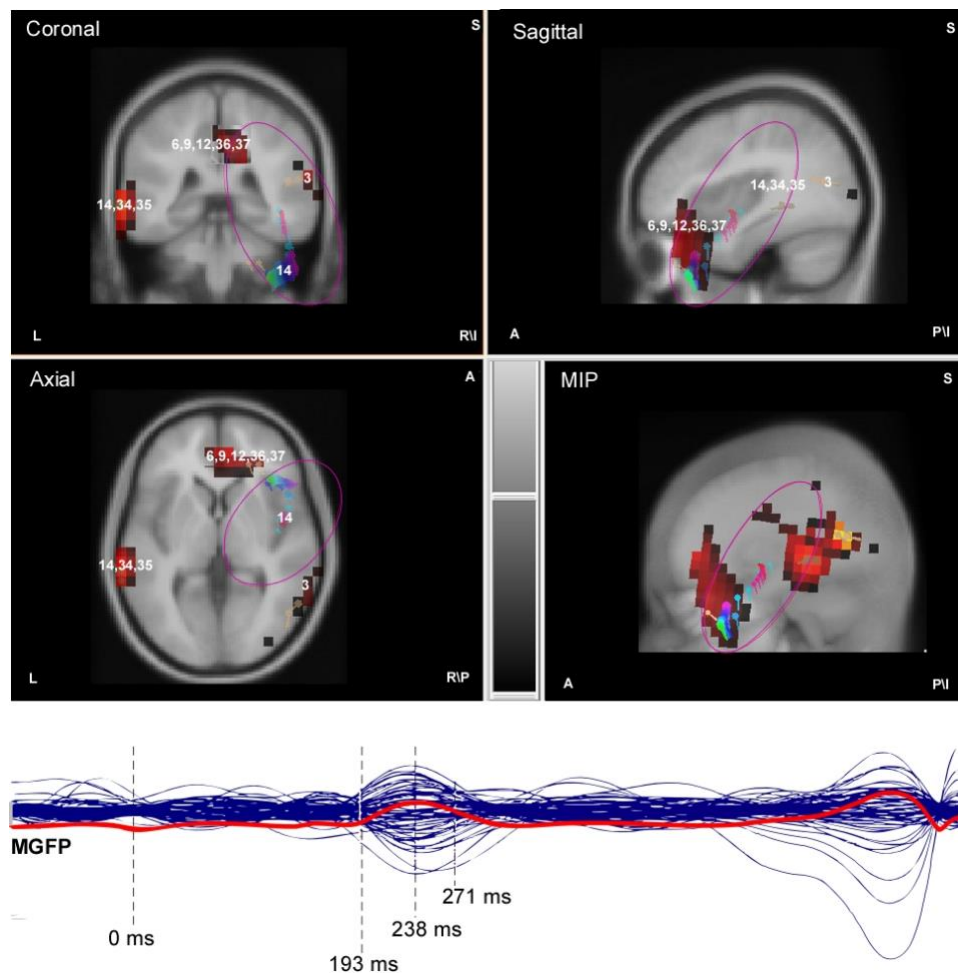 Coronal
S
6,9,12,36,37
3
14,34,35
14
L
R\I
Sagittal
S
14,34,35
3
6,9,12,36,37
A
P\I
Axial
A
6,9,12,36,37
14
14,34,35
3
L
R\P
MIP
S
A
P\I
MGFP
271 ms
238 ms
0 ms
193 ms